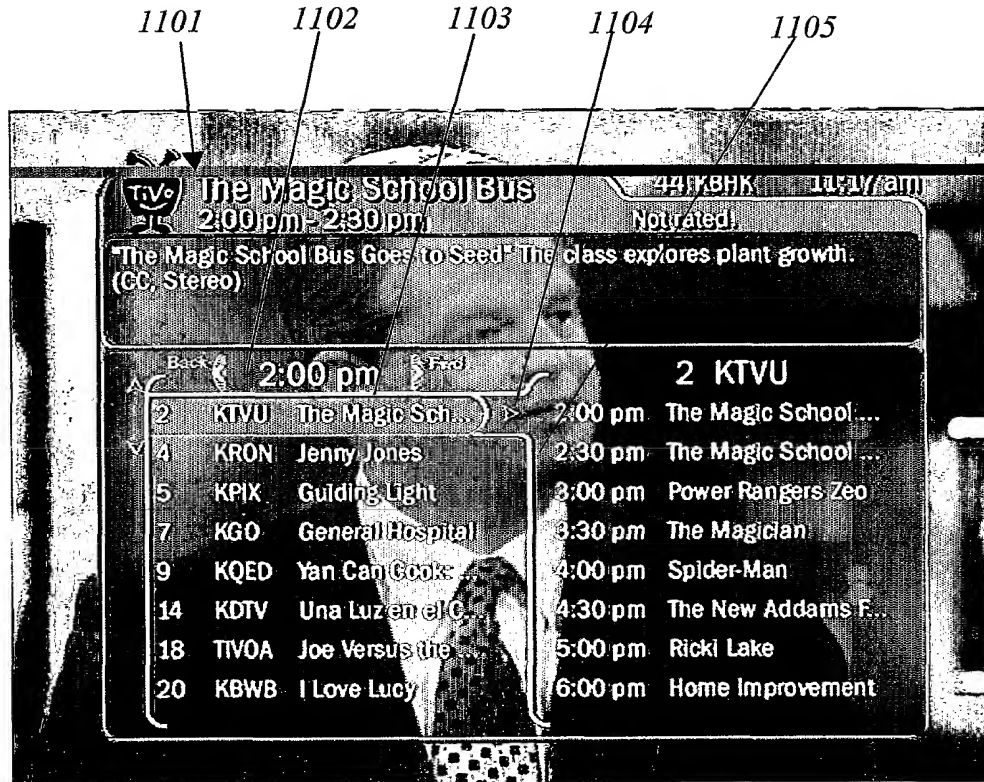 1101 1102 1103 1104 1105
TiVo The Magic School Bus 44 KBHK 11:17 am
2:00 pm - 2:30 pm Not rated
"The Magic School Bus Goes to Seed" The class explores plant growth.
(CC, Stereo)
Back 2:00 pm Fwd 2 KTVU
2 KTVU The Magic Sch... 2:00 pm The Magic School ...
4 KRON Jenny Jones 2:30 pm The Magic School ...
5 KPIX Guiding Light 3:00 pm Power Rangers Zeo
7 KGO General Hospital 3:30 pm The Magician
9 KQED Yan Can Cook: ... 4:00 pm Spider-Man
14 KDTV Una Luz en el C... 4:30 pm The New Addams F...
18 TIVOA Joe Versus the ... 5:00 pm Ricki Lake
20 KBWB I Love Lucy 6:00 pm Home Improvement